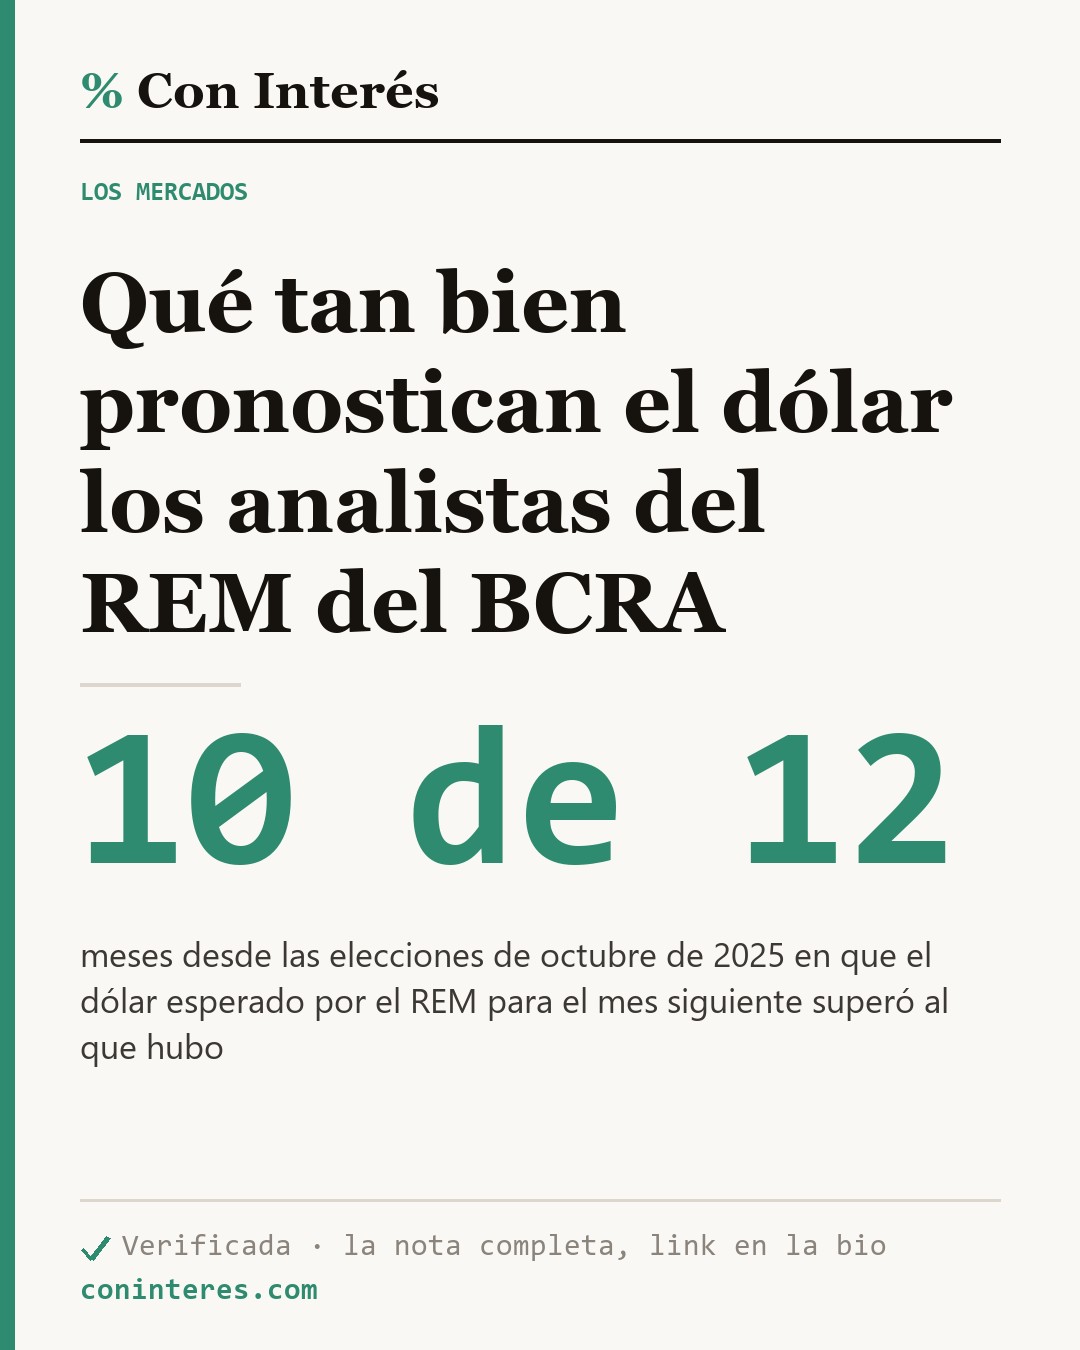 % Con Interés
LOS MERCADOS
Qué tan bien
pronostican el dólar
los analistas del
REM del BCRA
10 de 12
meses desde las elecciones de octubre de 2025 en que el
dólar esperado por el REM para el mes siguiente superó al
que hubo
Verificada · la nota completa, link en la bio
coninteres.com